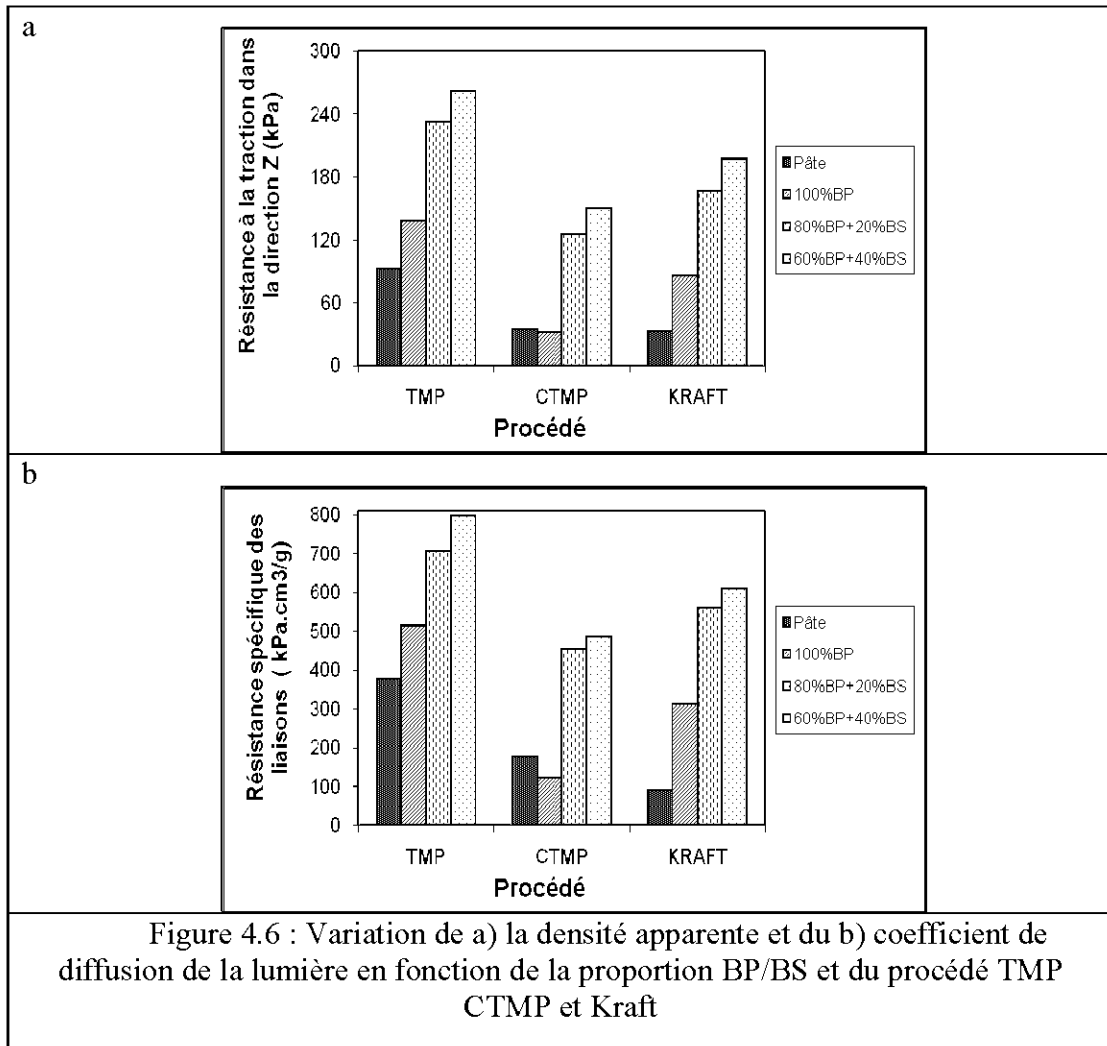 a
Résistance à la traction dans
la direction Z (kPa)
300
240
180
120
60
0
TMP CTMP KRAFT
Procédé
Pâte
100%BP
80%BP+20%BS
60%BP+40%BS
b
Résistance spécifique des
liaisons ( kPa.cm3/g)
800
700
600
500
400
300
200
100
0
TMP CTMP KRAFT
Procédé
Pâte
100%BP
80%BP+20%BS
60%BP+40%BS
Figure 4.6 : Variation de a) la densité apparente et du b) coefficient de
diffusion de la lumière en fonction de la proportion BP/BS et du procédé TMP
CTMP et Kraft